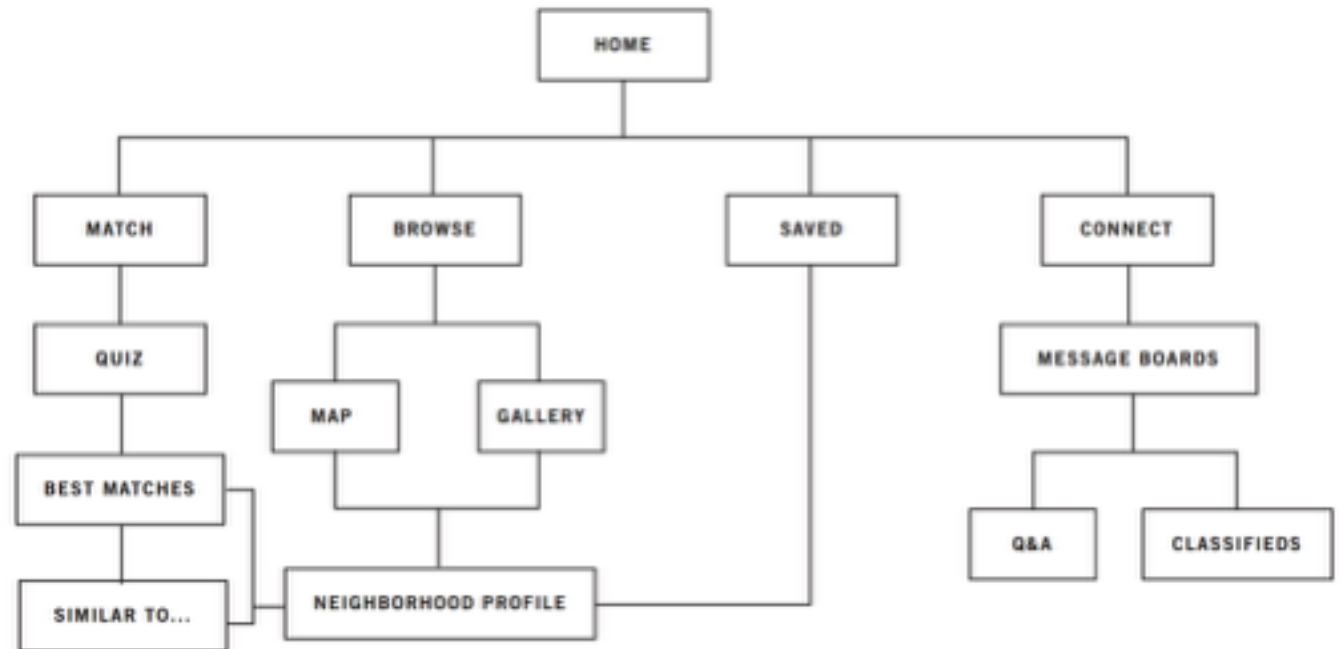 HOME
MATCH
BROWSE
SAVED
CONNECT
QUIZ
MESSAGE BOARDS
MAP
GALLERY
BEST MATCHES
Q&A
CLASSIFIEDS
NEIGHBORHOOD PROFILE
SIMILAR TO...